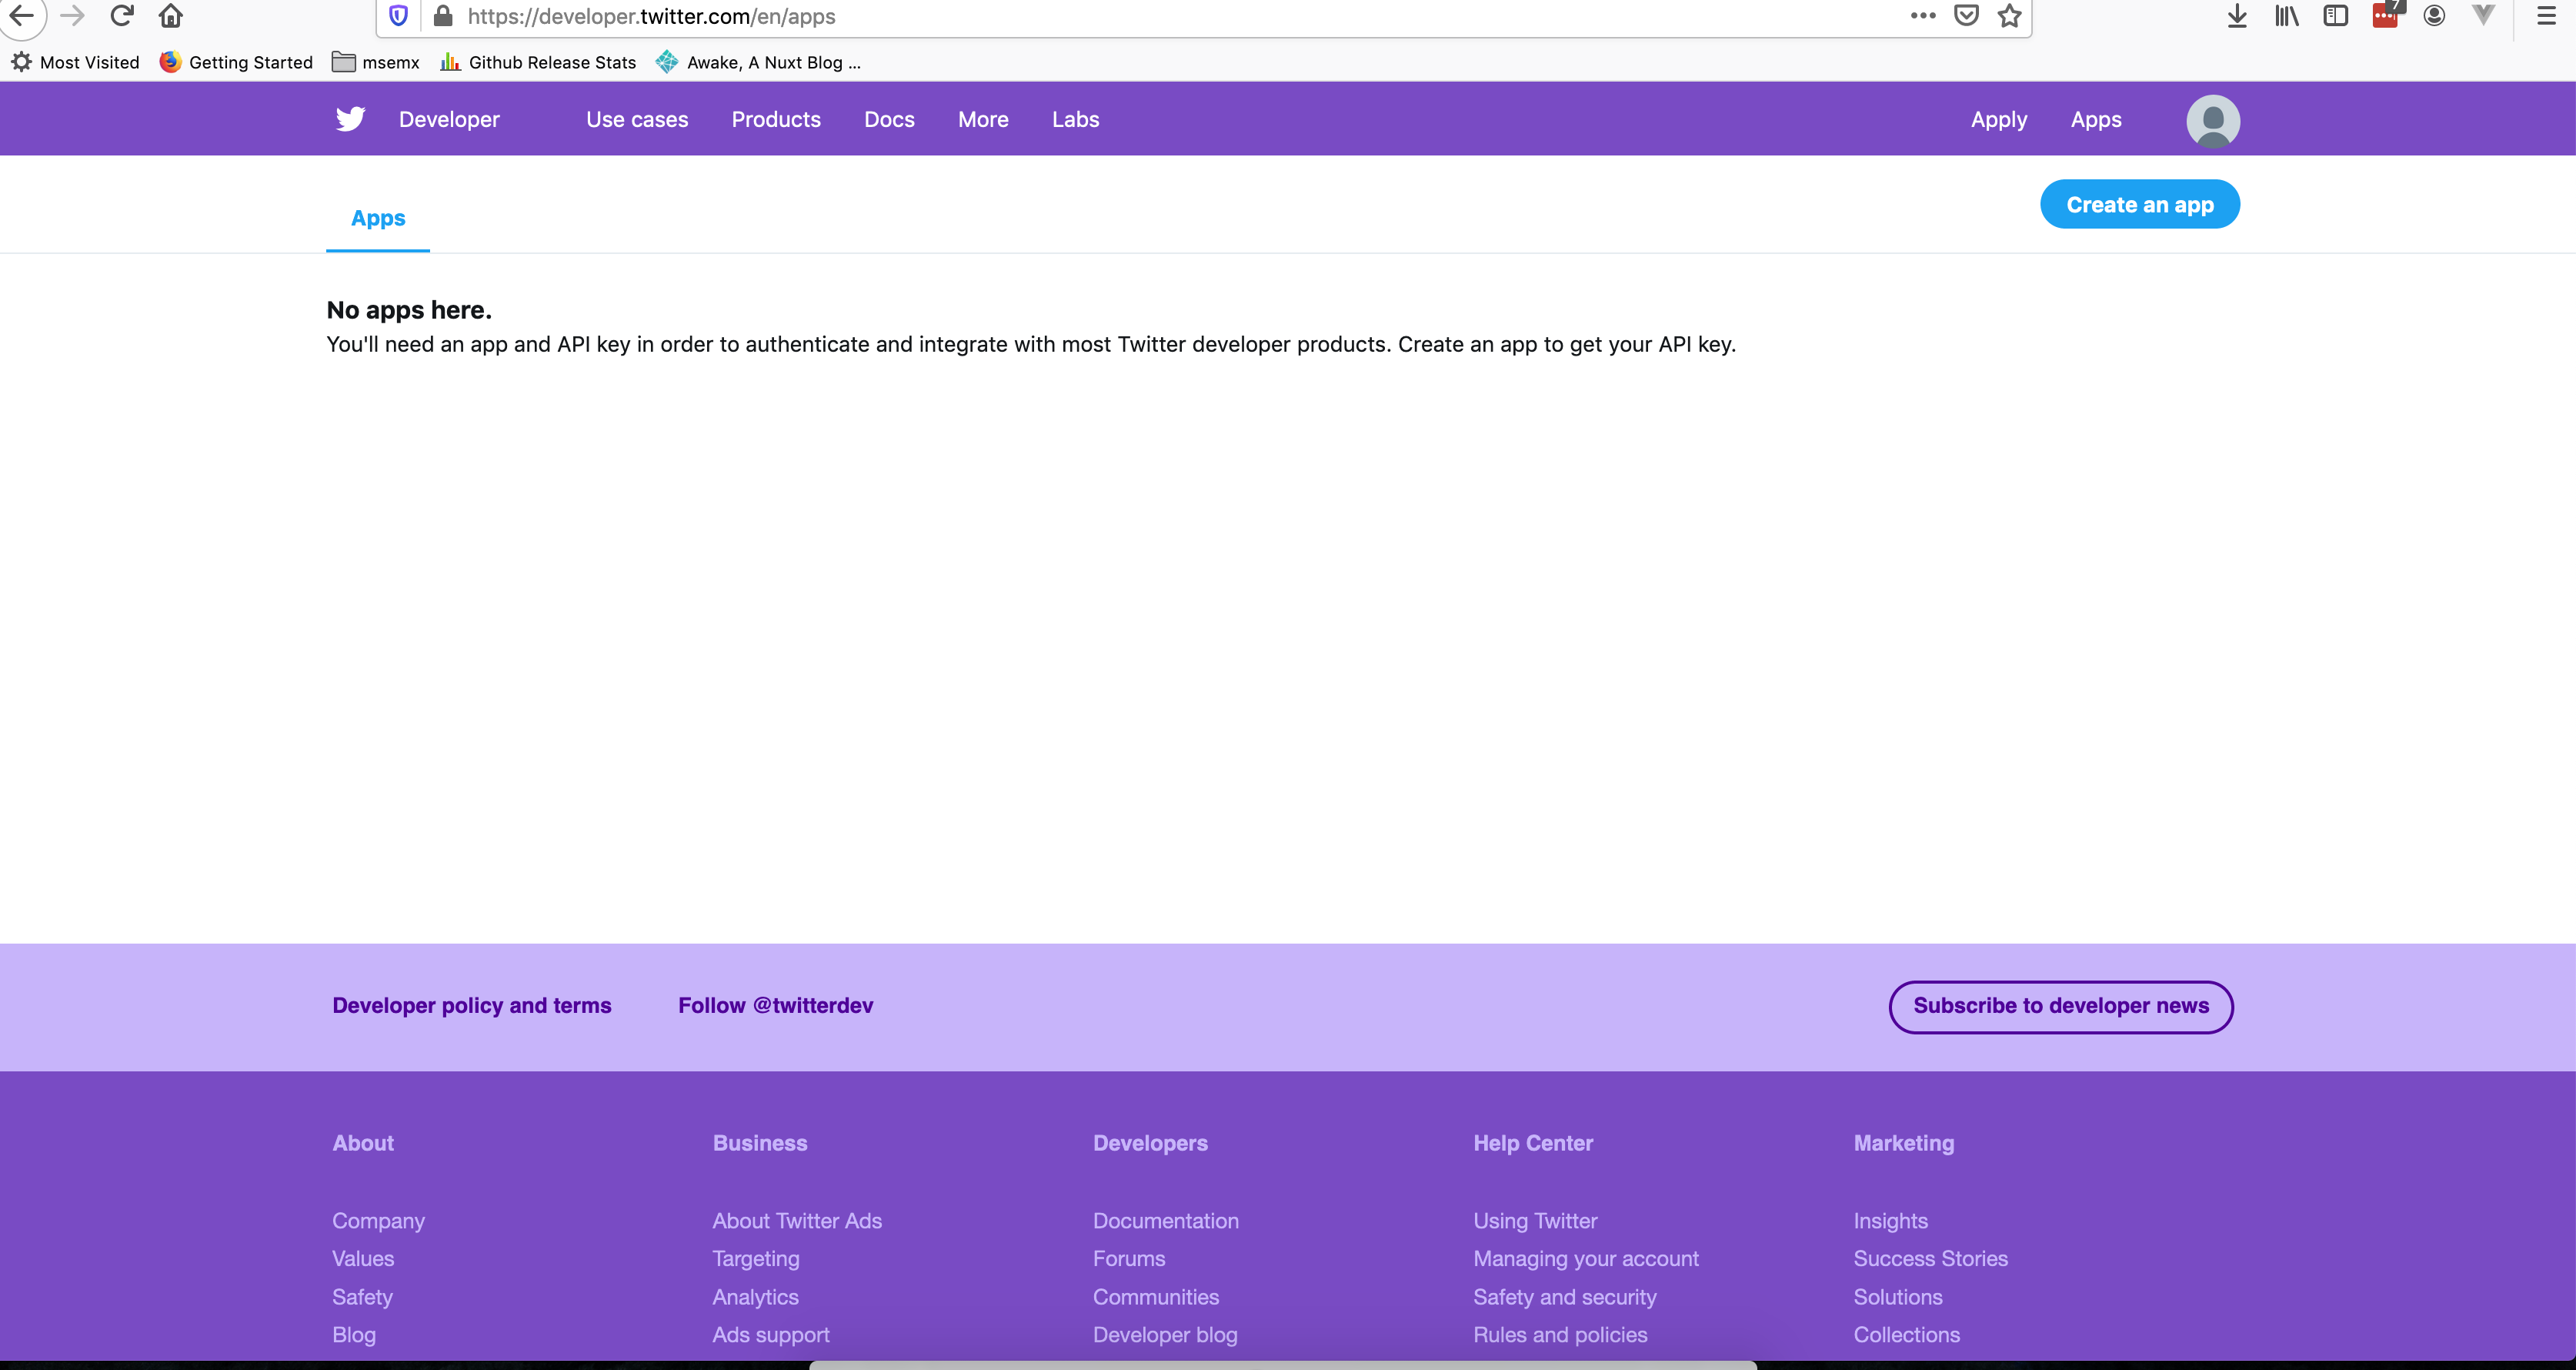 https://developer.twitter.com/en/apps
7
Most Visited Getting Started msemx Github Release Stats Awake, A Nuxt Blog ...
Developer Use cases Products Docs More Labs Apply Apps
Apps Create an app
No apps here.
You'll need an app and API key in order to authenticate and integrate with most Twitter developer products. Create an app to get your API key.
Developer policy and terms Follow @twitterdev Subscribe to developer news
About Business Developers Help Center Marketing
Company About Twitter Ads Documentation Using Twitter Insights
Values Targeting Forums Managing your account Success Stories
Safety Analytics Communities Safety and security Solutions
Blog Ads support Developer blog Rules and policies Collections